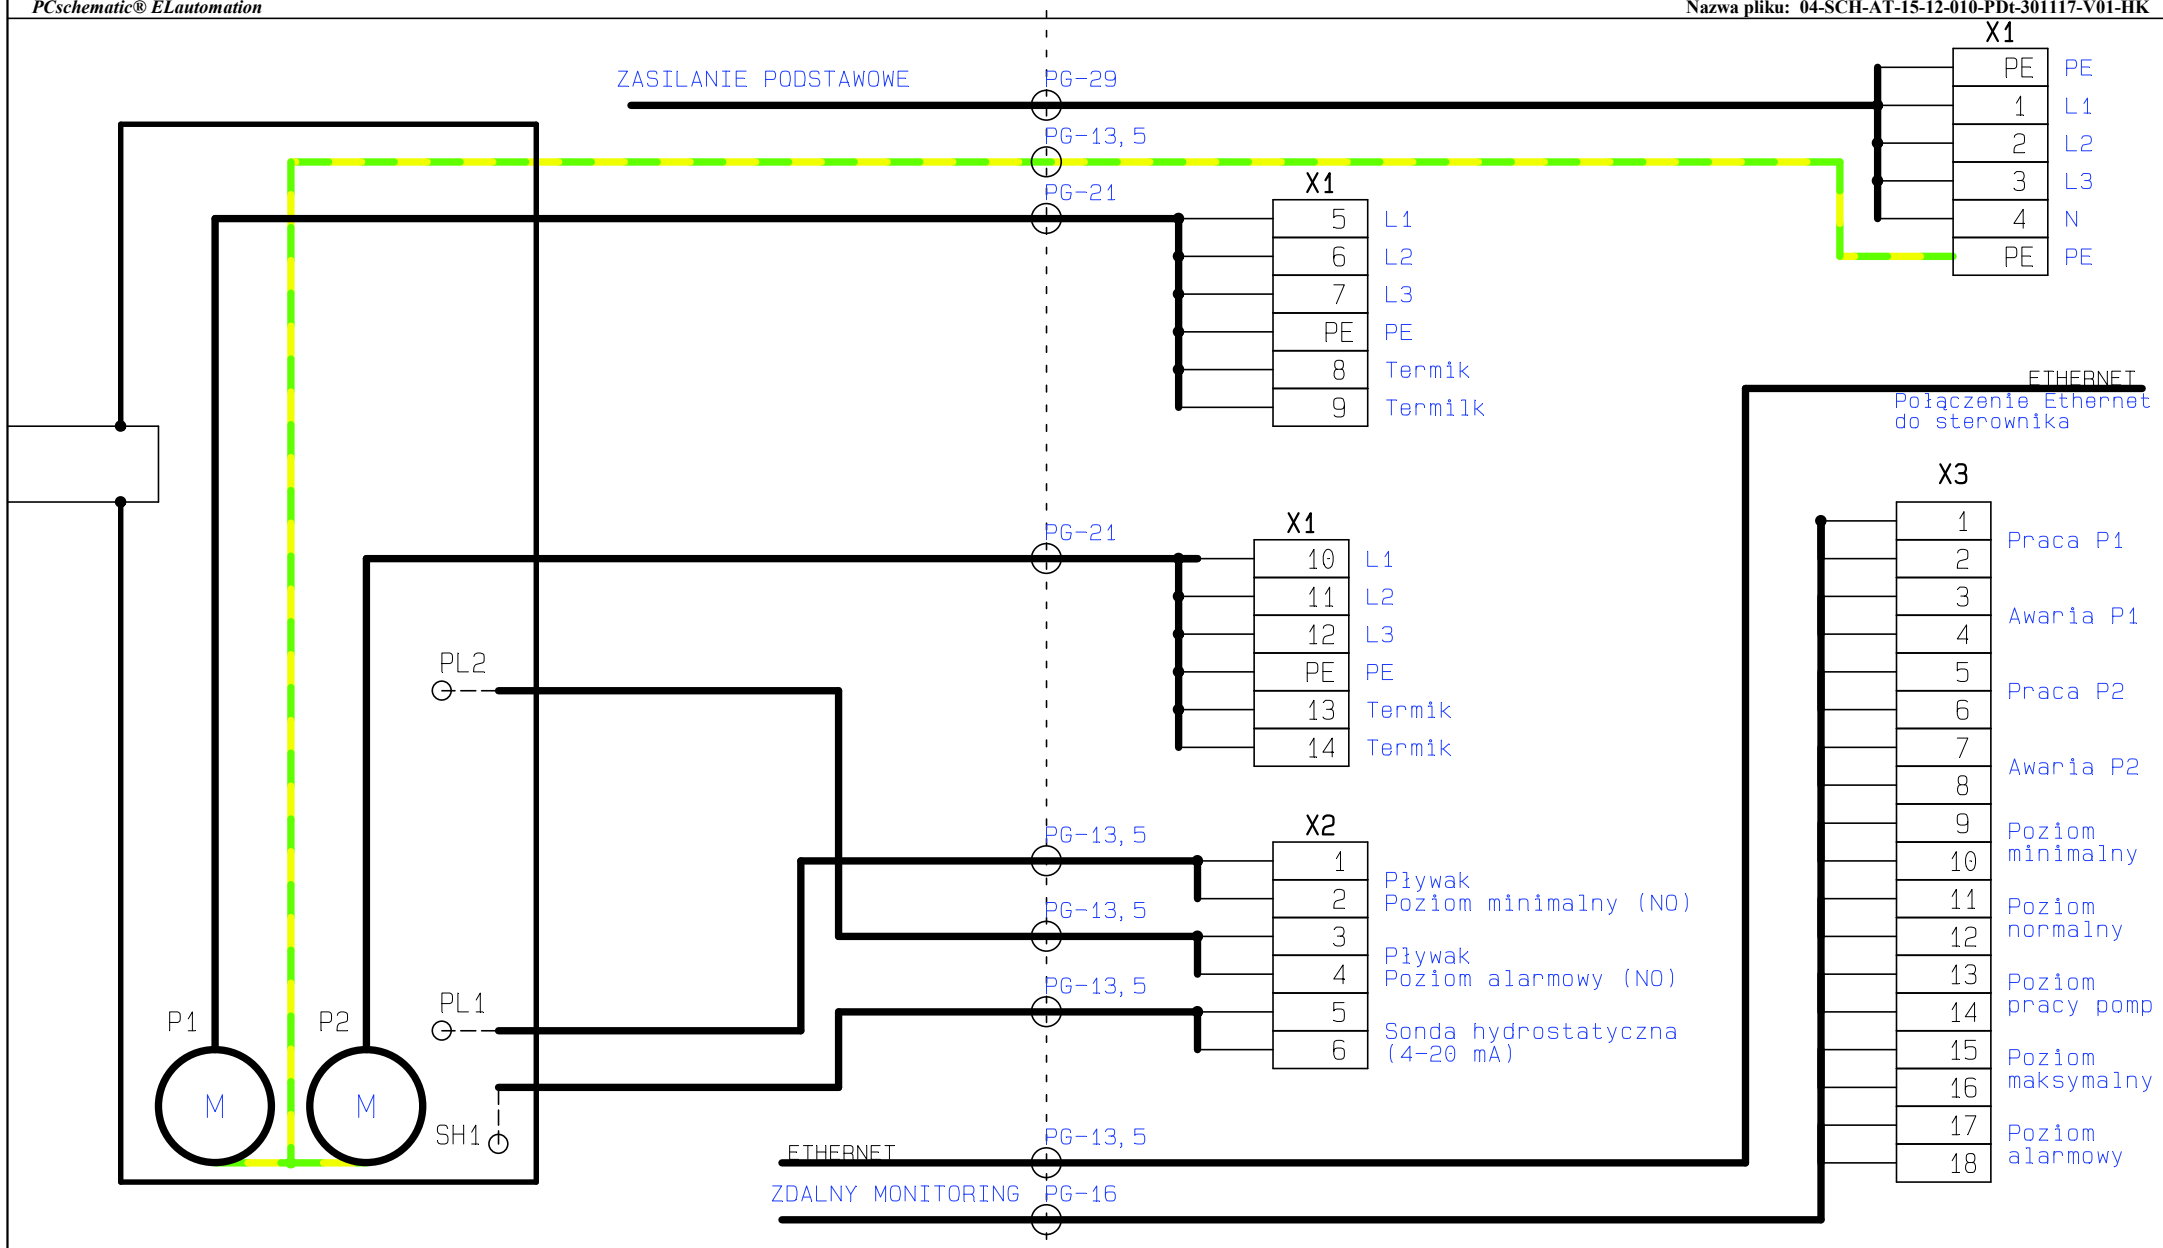 PCschematic® ELautomation
Nazwa pliku: 04-SCH-AT-15-12-010-PDt-301117-V01-HK
ZASILANIE PODSTAWOWE
PG-29
PG-13,5
PG-21
X1
PE PE
1 L1
2 L2
3 L3
4 N
PE PE
X1
5 L1
6 L2
7 L3
PE PE
8 Termik
9 Termilk
ETHERNET
Połączenie Ethernet
do sterownika
PG-21
X1
10 L1
11 L2
12 L3
PE PE
13 Termik
14 Termik
PL2
PL1
P1
P2
M
M
SH1
PG-13,5
PG-13,5
PG-13,5
X2
1
2
3
4
5
6
Pływak
Poziom minimalny (NO)
Pływak
Poziom alarmowy (NO)
Sonda hydrostatyczna
(4-20 mA)
ETHERNET
PG-13,5
ZDALNY MONITORING
PG-16
X3
1
2
3
4
5
6
7
8
9
10
11
12
13
14
15
16
17
18
Praca P1
Awaria P1
Praca P2
Awaria P2
Poziom
minimalny
Poziom
normalny
Poziom
pracy pomp
Poziom
maksymalny
Poziom
alarmowy